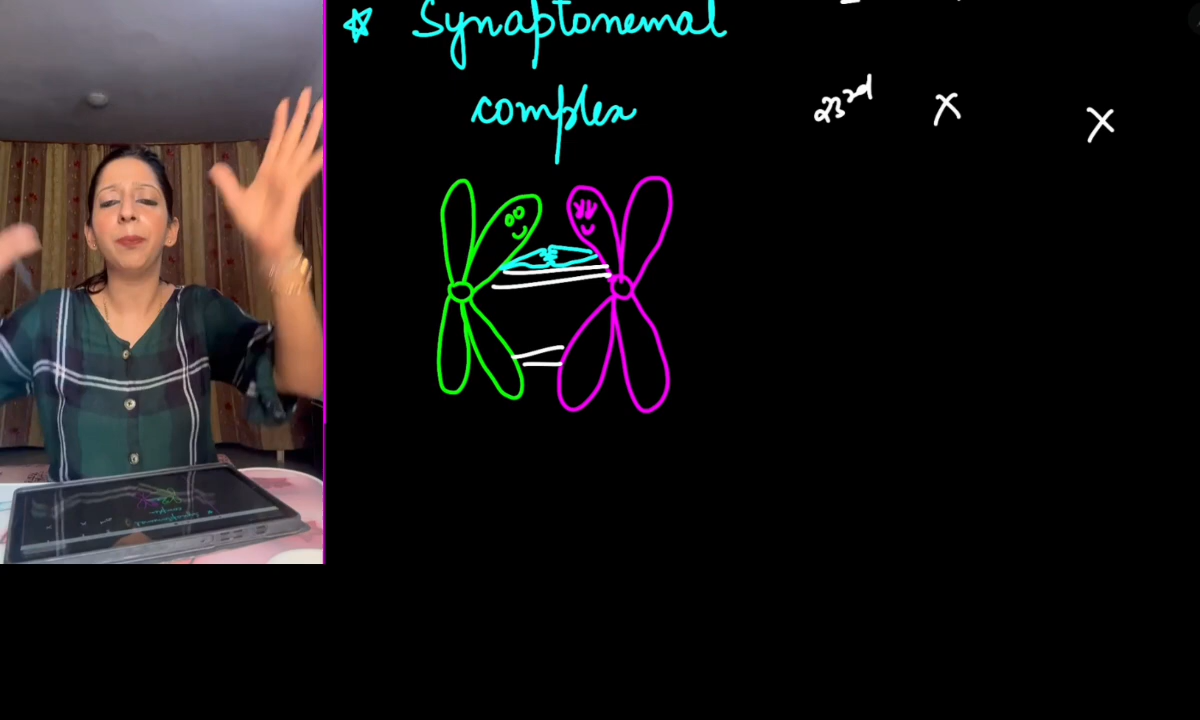 ☆ Synaptonemal
complex
23rd X X